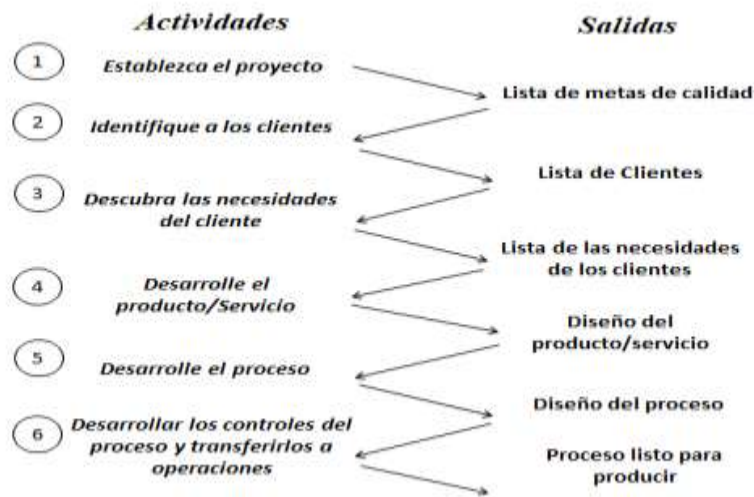 Actividades
Salidas
1
Establezca el proyecto
Lista de metas de calidad
2
Identifique a los clientes
Lista de Clientes
3
Descubra las necesidades
del cliente
Lista de las necesidades
de los clientes
4
Desarrolle el
producto/Servicio
Diseño del
producto/servicio
5
Desarrolle el proceso
Diseño del proceso
6
Desarrollar los controles del
proceso y transferirlos a
operaciones
Proceso listo para
producir